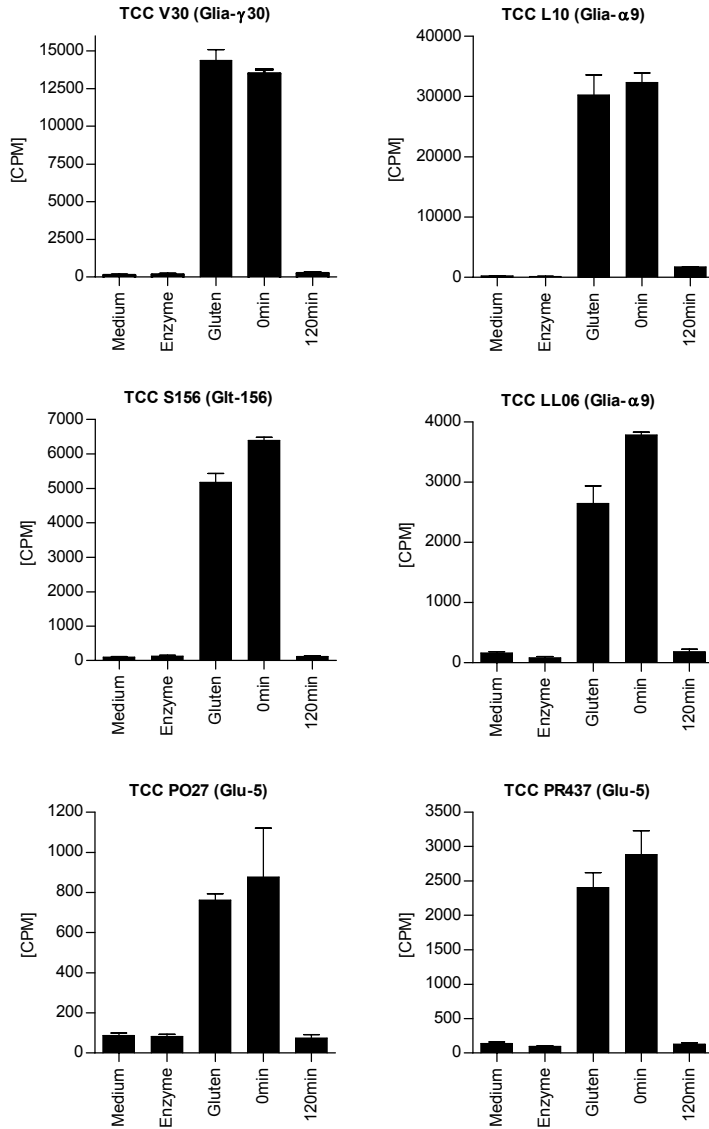 TCC V30 (Glia-γ30)
15000
12500
10000
7500
5000
2500
0
[CPM]
Medium
Enzyme
Gluten
0min
120min
TCC L10 (Glia-α9)
40000
30000
20000
10000
0
[CPM]
Medium
Enzyme
Gluten
0min
120min
TCC S156 (Glt-156)
7000
6000
5000
4000
3000
2000
1000
0
[CPM]
Medium
Enzyme
Gluten
0min
120min
TCC LL06 (Glia-α9)
4000
3000
2000
1000
0
[CPM]
Medium
Enzyme
Gluten
0min
120min
TCC PO27 (Glu-5)
1200
1000
800
600
400
200
0
[CPM]
Medium
Enzyme
Gluten
0min
120min
TCC PR437 (Glu-5)
3500
3000
2500
2000
1500
1000
500
0
[CPM]
Medium
Enzyme
Gluten
0min
120min